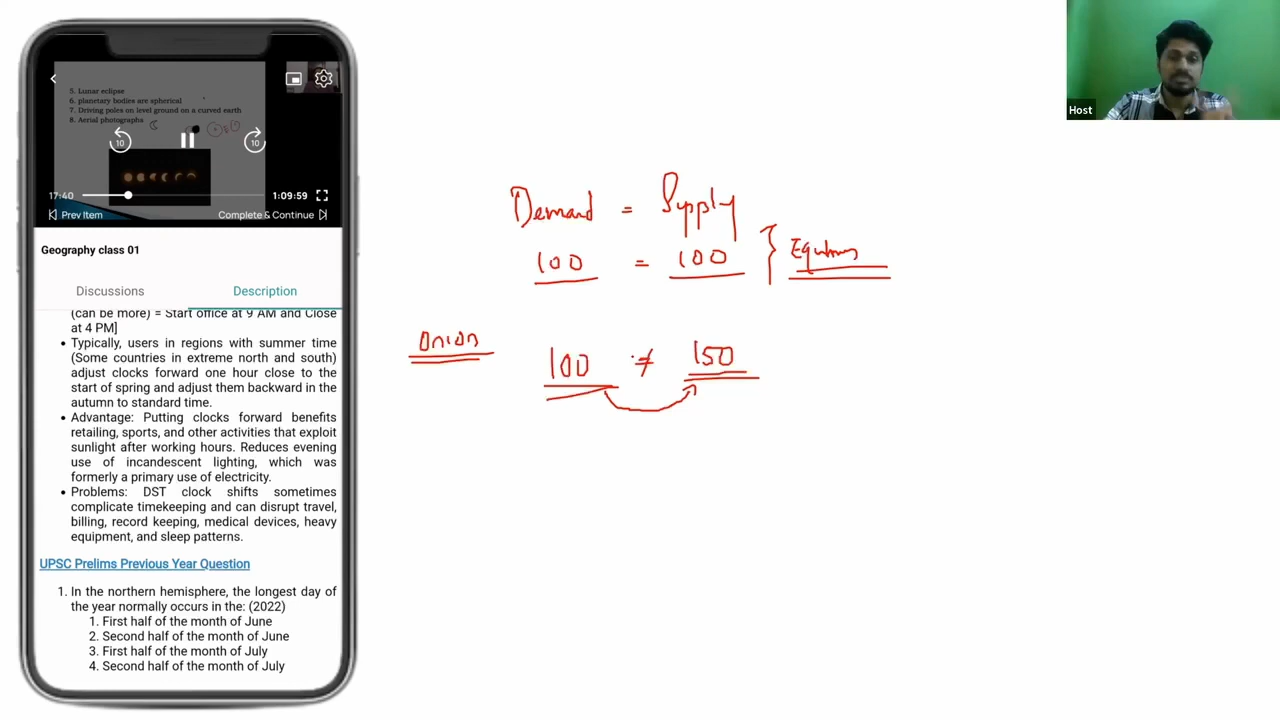 5. Lunar eclipse
6. planetary bodies are spherical
7. Driving poles on level ground on a curved earth
8. Aerial photographs
10
10
17:40
1:09:59
Prev Item
Complete & Continue
Geography class 01
Discussions
Description
(can be more) = Start office at 9 AM and Close
at 4 PM]
• Typically, users in regions with summer time
(Some countries in extreme north and south)
adjust clocks forward one hour close to the
start of spring and adjust them backward in the
autumn to standard time.
• Advantage: Putting clocks forward benefits
retailing, sports, and other activities that exploit
sunlight after working hours. Reduces evening
use of incandescent lighting, which was
formerly a primary use of electricity.
• Problems: DST clock shifts sometimes
complicate timekeeping and can disrupt travel,
billing, record keeping, medical devices, heavy
equipment, and sleep patterns.
UPSC Prelims Previous Year Question
1. In the northern hemisphere, the longest day of
the year normally occurs in the: (2022)
1. First half of the month of June
2. Second half of the month of June
3. First half of the month of July
4. Second half of the month of July
Demand = Supply
100 = 100 }
Onion
100 ≠ 150
Host